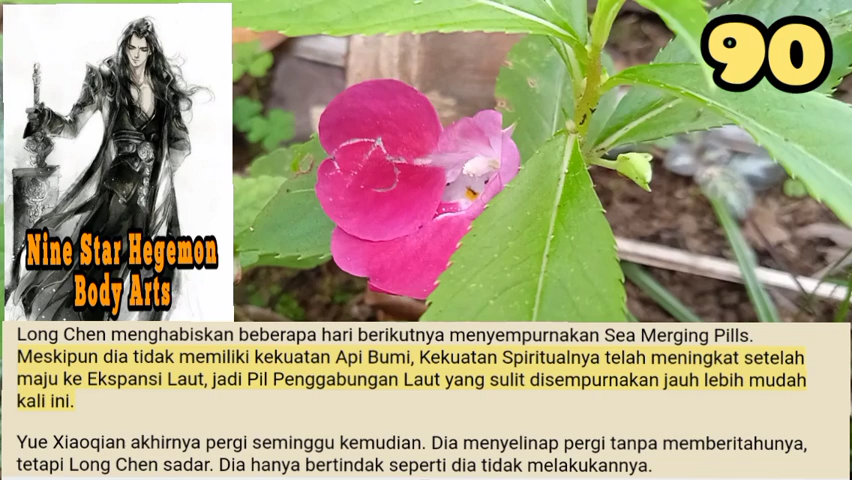 90
Nine Star Hegemon
Body Arts
Long Chen menghabiskan beberapa hari berikutnya menyempurnakan Sea Merging Pills.
Meskipun dia tidak memiliki kekuatan Api Bumi, Kekuatan Spiritualnya telah meningkat setelah
maju ke Ekspansi Laut, jadi Pil Penggabungan Laut yang sulit disempurnakan jauh lebih mudah
kali ini.
Yue Xiaoqian akhirnya pergi seminggu kemudian. Dia menyelinap pergi tanpa memberitahunya,
tetapi Long Chen sadar. Dia hanya bertindak seperti dia tidak melakukannya.